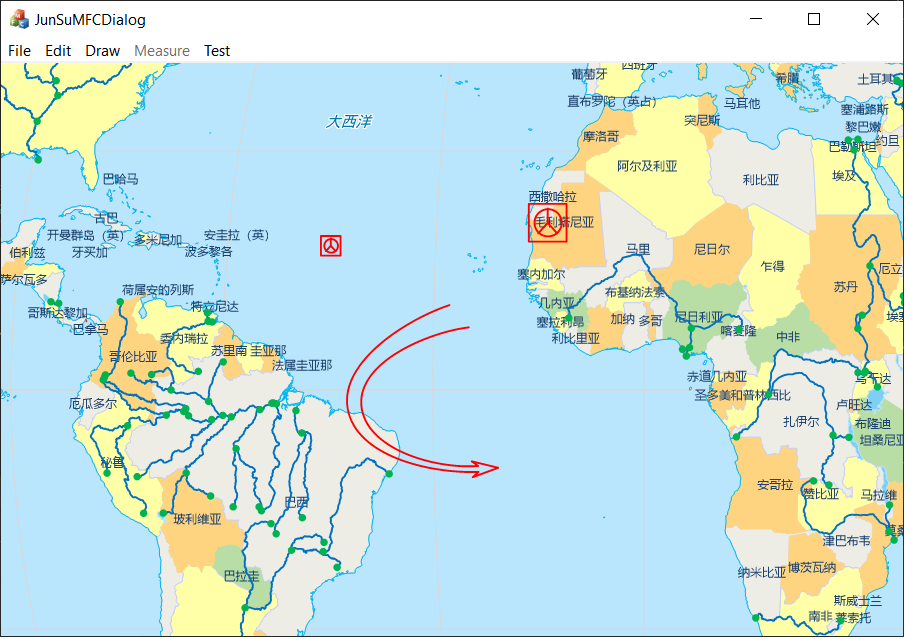 JunSuMFCDialog
File Edit Draw Measure Test
葡萄牙
西班牙
希腊
土耳其
直布罗陀（英占）
马耳他
塞浦路斯
大西洋
突尼斯
黎巴嫩
摩洛哥
巴勒斯坦
约旦
阿尔及利亚
利比亚
埃及
巴哈马
西撒哈拉
古巴
毛利塔尼亚
开曼群岛（英）
多米尼加
安圭拉（英）
伯利兹
牙买加
波多黎各
马里
尼日尔
乍得
厄立
萨尔瓦多
塞内加尔
苏丹
荷属安的列斯
布基纳法索
哥斯达黎加
特立尼达
几内亚
巴拿马
塞拉利昂
加纳
多哥
尼日利亚
喀麦隆
埃塞
委内瑞拉
利比里亚
中非
哥伦比亚
苏里南
圭亚那
法属圭亚那
赤道几内亚
乌干达
厄瓜多尔
圣多美和普林西比
卢旺达
扎伊尔
布隆迪
坦桑尼亚
秘鲁
安哥拉
赞比亚
马拉维
巴西
玻利维亚
莫桑
津巴布韦
巴拉圭
纳米比亚
博茨瓦纳
斯威士兰
南非
莱索托